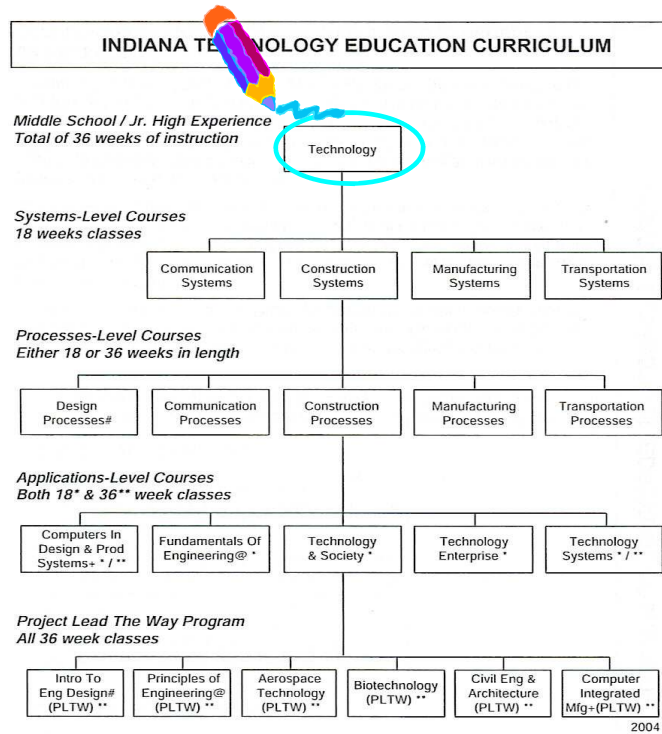 INDIANA TECHNOLOGY EDUCATION CURRICULUM
Middle School / Jr. High Experience
Total of 36 weeks of instruction
Technology
Systems-Level Courses
18 weeks classes
Communication
Systems
Construction
Systems
Manufacturing
Systems
Transportation
Systems
Processes-Level Courses
Either 18 or 36 weeks in length
Design
Processes#
Communication
Processes
Construction
Processes
Manufacturing
Processes
Transportation
Processes
Applications-Level Courses
Both 18* & 36** week classes
Computers In
Design & Prod
Systems+ * / **
Fundamentals Of
Engineering@ *
Technology
& Society *
Technology
Enterprise *
Technology
Systems * / **
Project Lead The Way Program
All 36 week classes
Intro To
Eng Design#
(PLTW) **
Principles of
Engineering@
(PLTW) **
Aerospace
Technology
(PLTW) **
Biotechnology
(PLTW) **
Civil Eng &
Architecture
(PLTW) **
Computer
Integrated
Mfg+(PLTW) **
2004